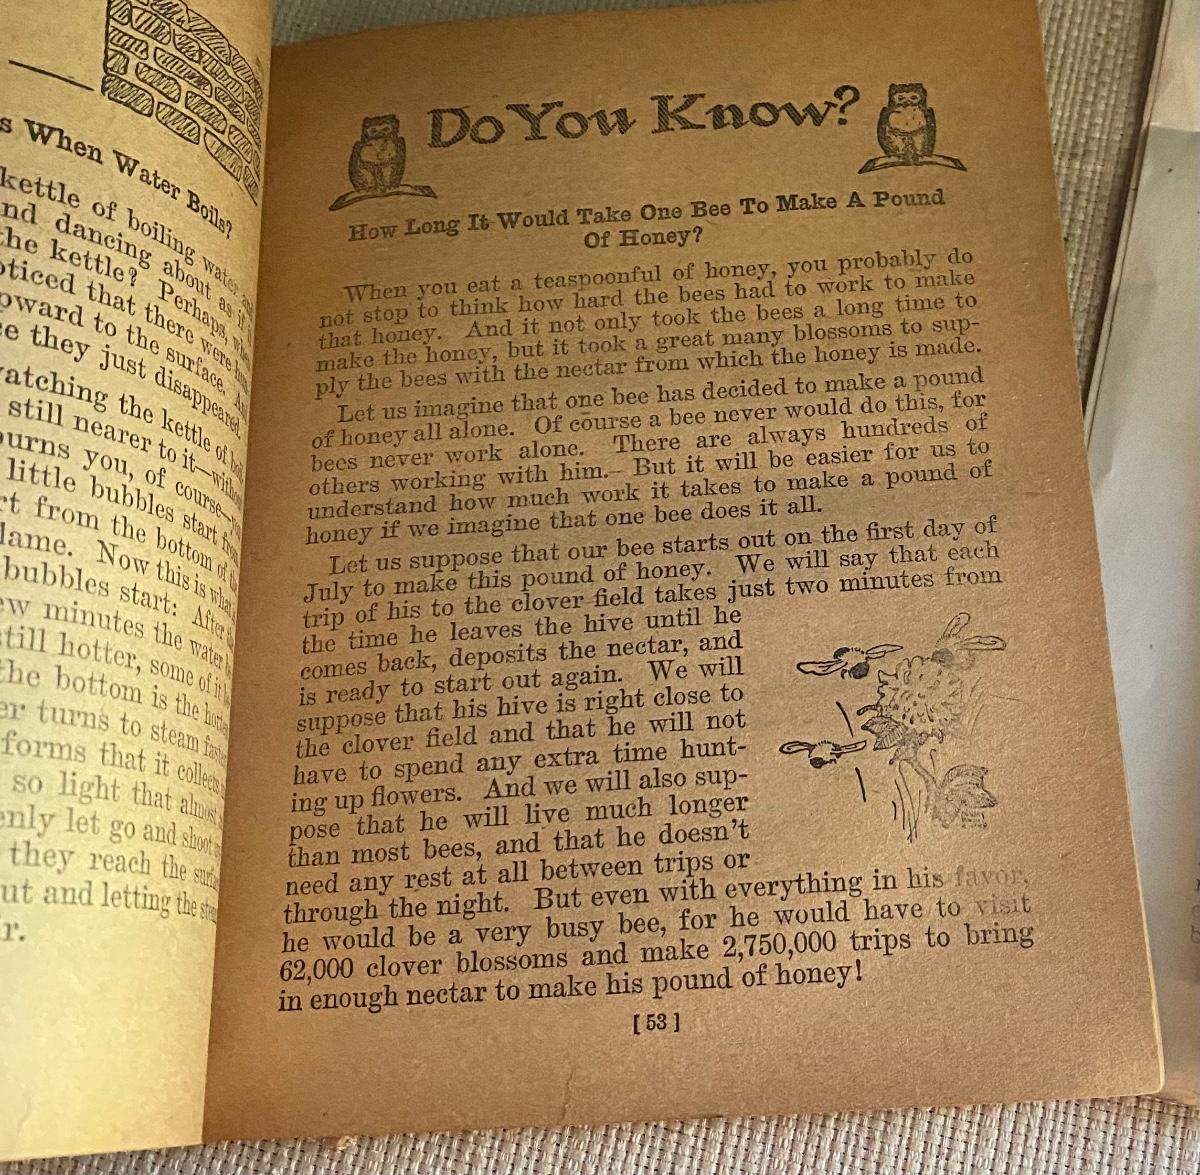 s When Water Boils?
kettle of boiling water
nd dancing about as if
the kettle? Perhaps,
oticed that there were
pward to the surface.
e they just disappeared.
atching the kettle of
still nearer to it—
urns you, of course—
little bubbles start from
rt from the bottom of
lame. Now this is what
bubbles start: After
ew minutes the water
still hotter, some of it
the bottom is the
er turns to steam
forms that it collects
so light that almost
enly let go and shoot
they reach the
ut and letting the
r.
Do You Know?
How Long It Would Take One Bee To Make A Pound
Of Honey?
When you eat a teaspoonful of honey, you probably do
not stop to think how hard the bees had to work to make
that honey. And it not only took the bees a long time to
make the honey, but it took a great many blossoms to sup-
ply the bees with the nectar from which the honey is made.
Let us imagine that one bee has decided to make a pound
of honey all alone. Of course a bee never would do this, for
bees never work alone. There are always hundreds of
others working with him. But it will be easier for us to
understand how much work it takes to make a pound of
honey if we imagine that one bee does it all.
Let us suppose that our bee starts out on the first day of
July to make this pound of honey. We will say that each
trip of his to the clover field takes just two minutes from
the time he leaves the hive until he
comes back, deposits the nectar, and
is ready to start out again. We will
suppose that his hive is right close to
the clover field and that he will not
have to spend any extra time hunt-
ing up flowers. And we will also sup-
pose that he will live much longer
than most bees, and that he doesn't
need any rest at all between trips or
through the night. But even with everything in his favor,
he would be a very busy bee, for he would have to visit
62,000 clover blossoms and make 2,750,000 trips to bring
in enough nectar to make his pound of honey!
[ 53 ]